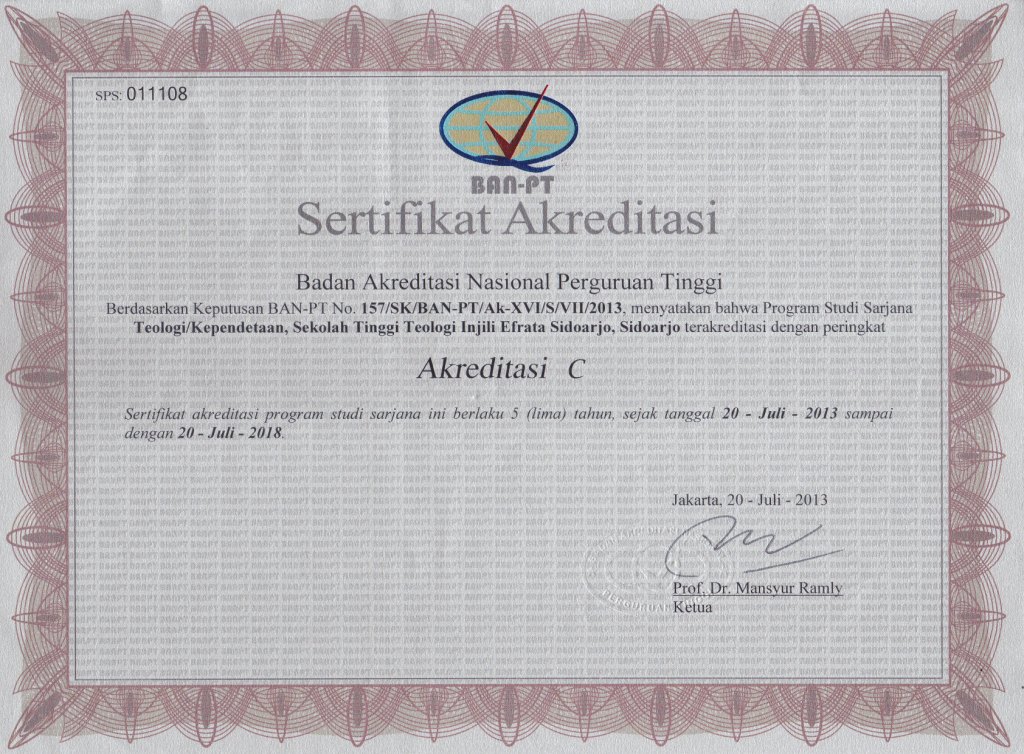 SPS: 011108
BAN-PT
Sertifikat Akreditasi
Badan Akreditasi Nasional Perguruan Tinggi
Berdasarkan Keputusan BAN-PT No. 157/SK/BAN-PT/Ak-XVI/S/VII/2013, menyatakan bahwa Program Studi Sarjana
Teologi/Kependetaan, Sekolah Tinggi Teologi Injili Efrata Sidoarjo, Sidoarjo terakreditasi dengan peringkat
Akreditasi C
Sertifikat akreditasi program studi sarjana ini berlaku 5 (lima) tahun, sejak tanggal 20 - Juli - 2013 sampai
dengan 20 - Juli - 2018.
Jakarta, 20 - Juli - 2013
Prof. Dr. Mansyur Ramly
Ketua